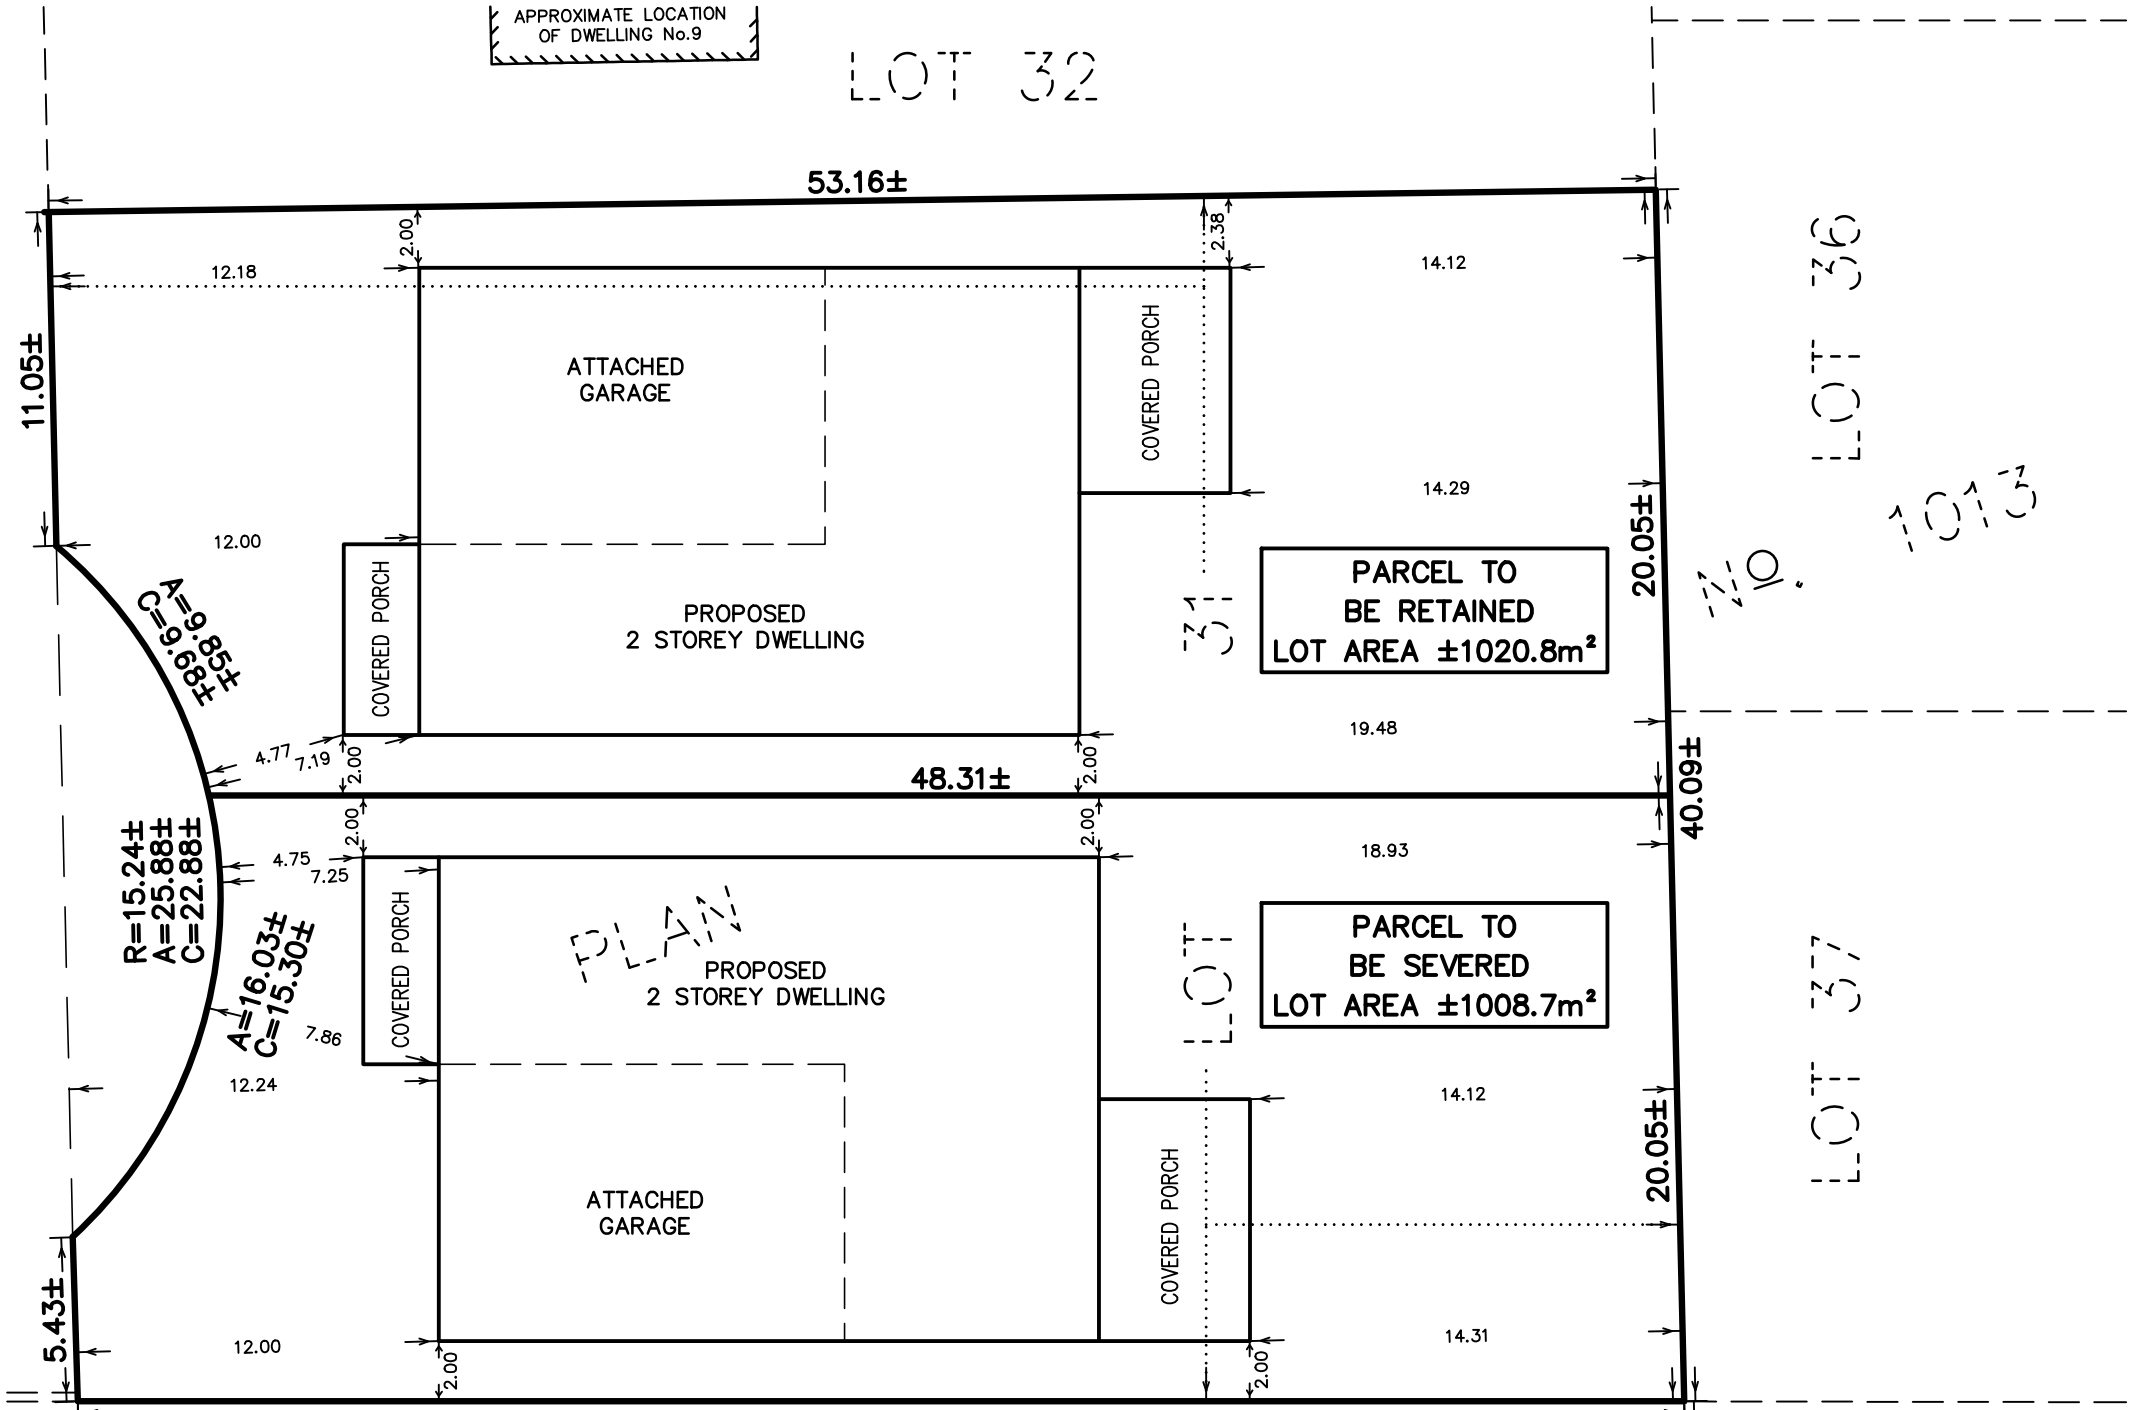 APPROXIMATE LOCATION
OF DWELLING No.9
LOT 32
53.16±
2.00
2.38
12.18
14.12
11.05±
ATTACHED
GARAGE
COVERED PORCH
LOT 36
14.29
12.00
20.05±
No. 1013
A=9.85±
C=9.68±
COVERED PORCH
PROPOSED
2 STOREY DWELLING
31
PARCEL TO
BE RETAINED
LOT AREA ±1020.8m²
4.77
7.19
2.00
2.00
19.48
48.31±
40.09±
R=15.24±
A=25.88±
C=22.88±
2.00
2.00
4.75
7.25
18.93
A=16.03±
C=15.30±
COVERED PORCH
PLAN
PROPOSED
2 STOREY DWELLING
LOT
PARCEL TO
BE SEVERED
LOT AREA ±1008.7m²
LOT 37
7.86
12.24
14.12
20.05±
ATTACHED
GARAGE
COVERED PORCH
5.43±
12.00
14.31
2.00
2.00